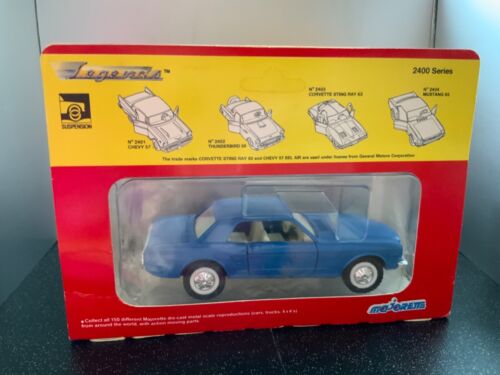 Legends™
2400 Series
SUSPENSION
N° 2401
CHEVY 57
N° 2402
THUNDERBIRD 56
N° 2403
CORVETTE STING RAY 63
N° 2404
MUSTANG 65
The trade marks CORVETTE STING RAY 63 and CHEVY 57 BEL AIR are used under license from General Motors Corporation
Collect all 150 different Majorette die-cast metal scale reproductions (cars, trucks, 4 x 4's)
from around the world, with action moving parts.
majorette